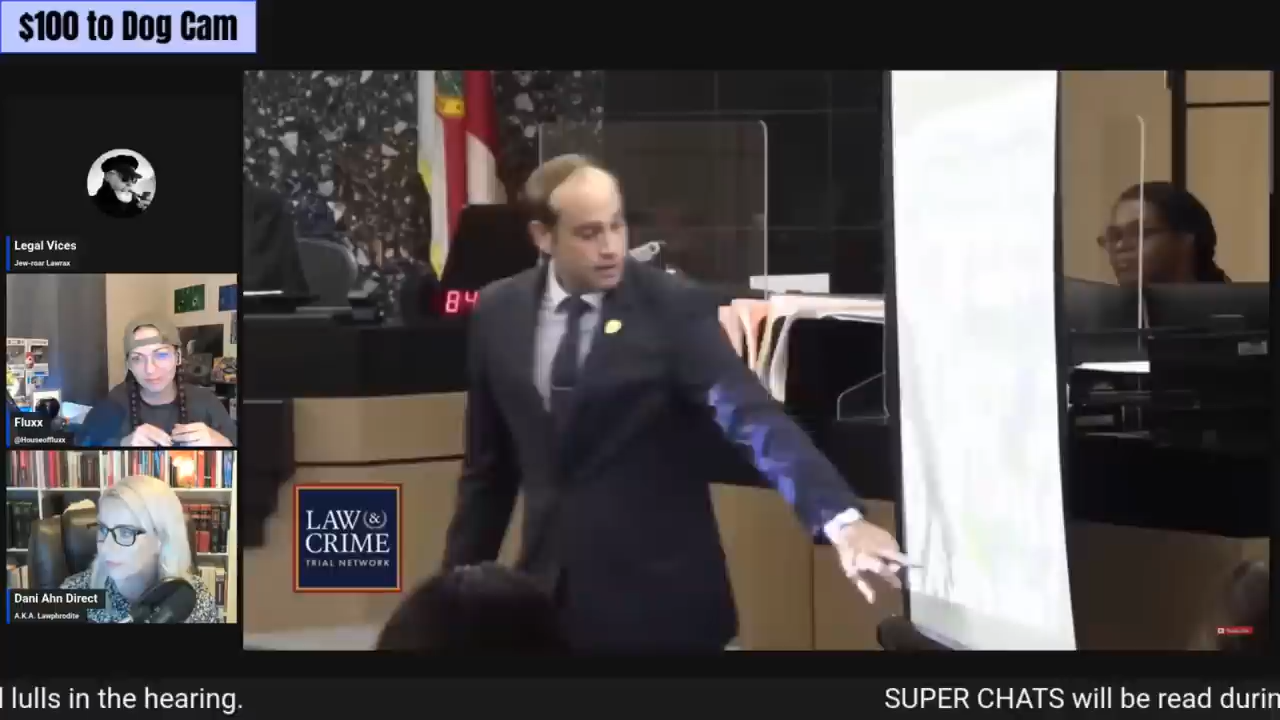 $100 to Dog Cam
Legal Vices
Jew-roar Lawrax
Fluxx
@Houseoffluxx
Dani Ahn Direct
A.K.A. Lawphrodite
84
LAW &
CRIME
TRIAL NETWORK
lulls in the hearing.
SUPER CHATS will be read durin